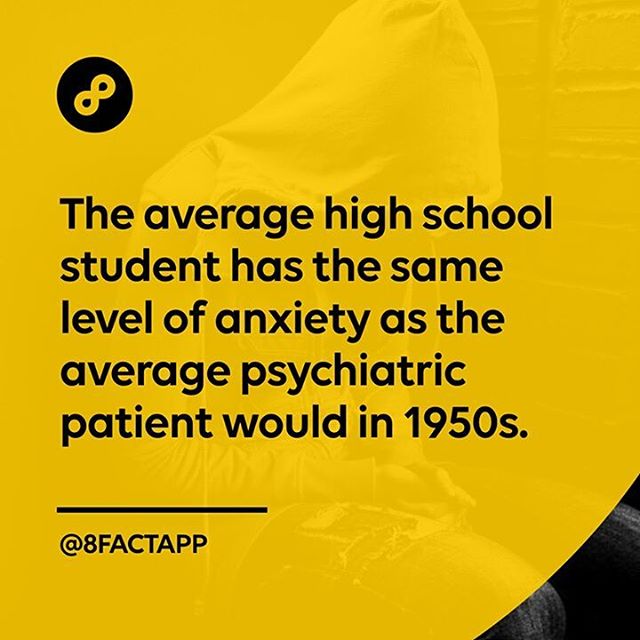 The average high school
student has the same
level of anxiety as the
average psychiatric
patient would in 1950s.
@8FACTAPP